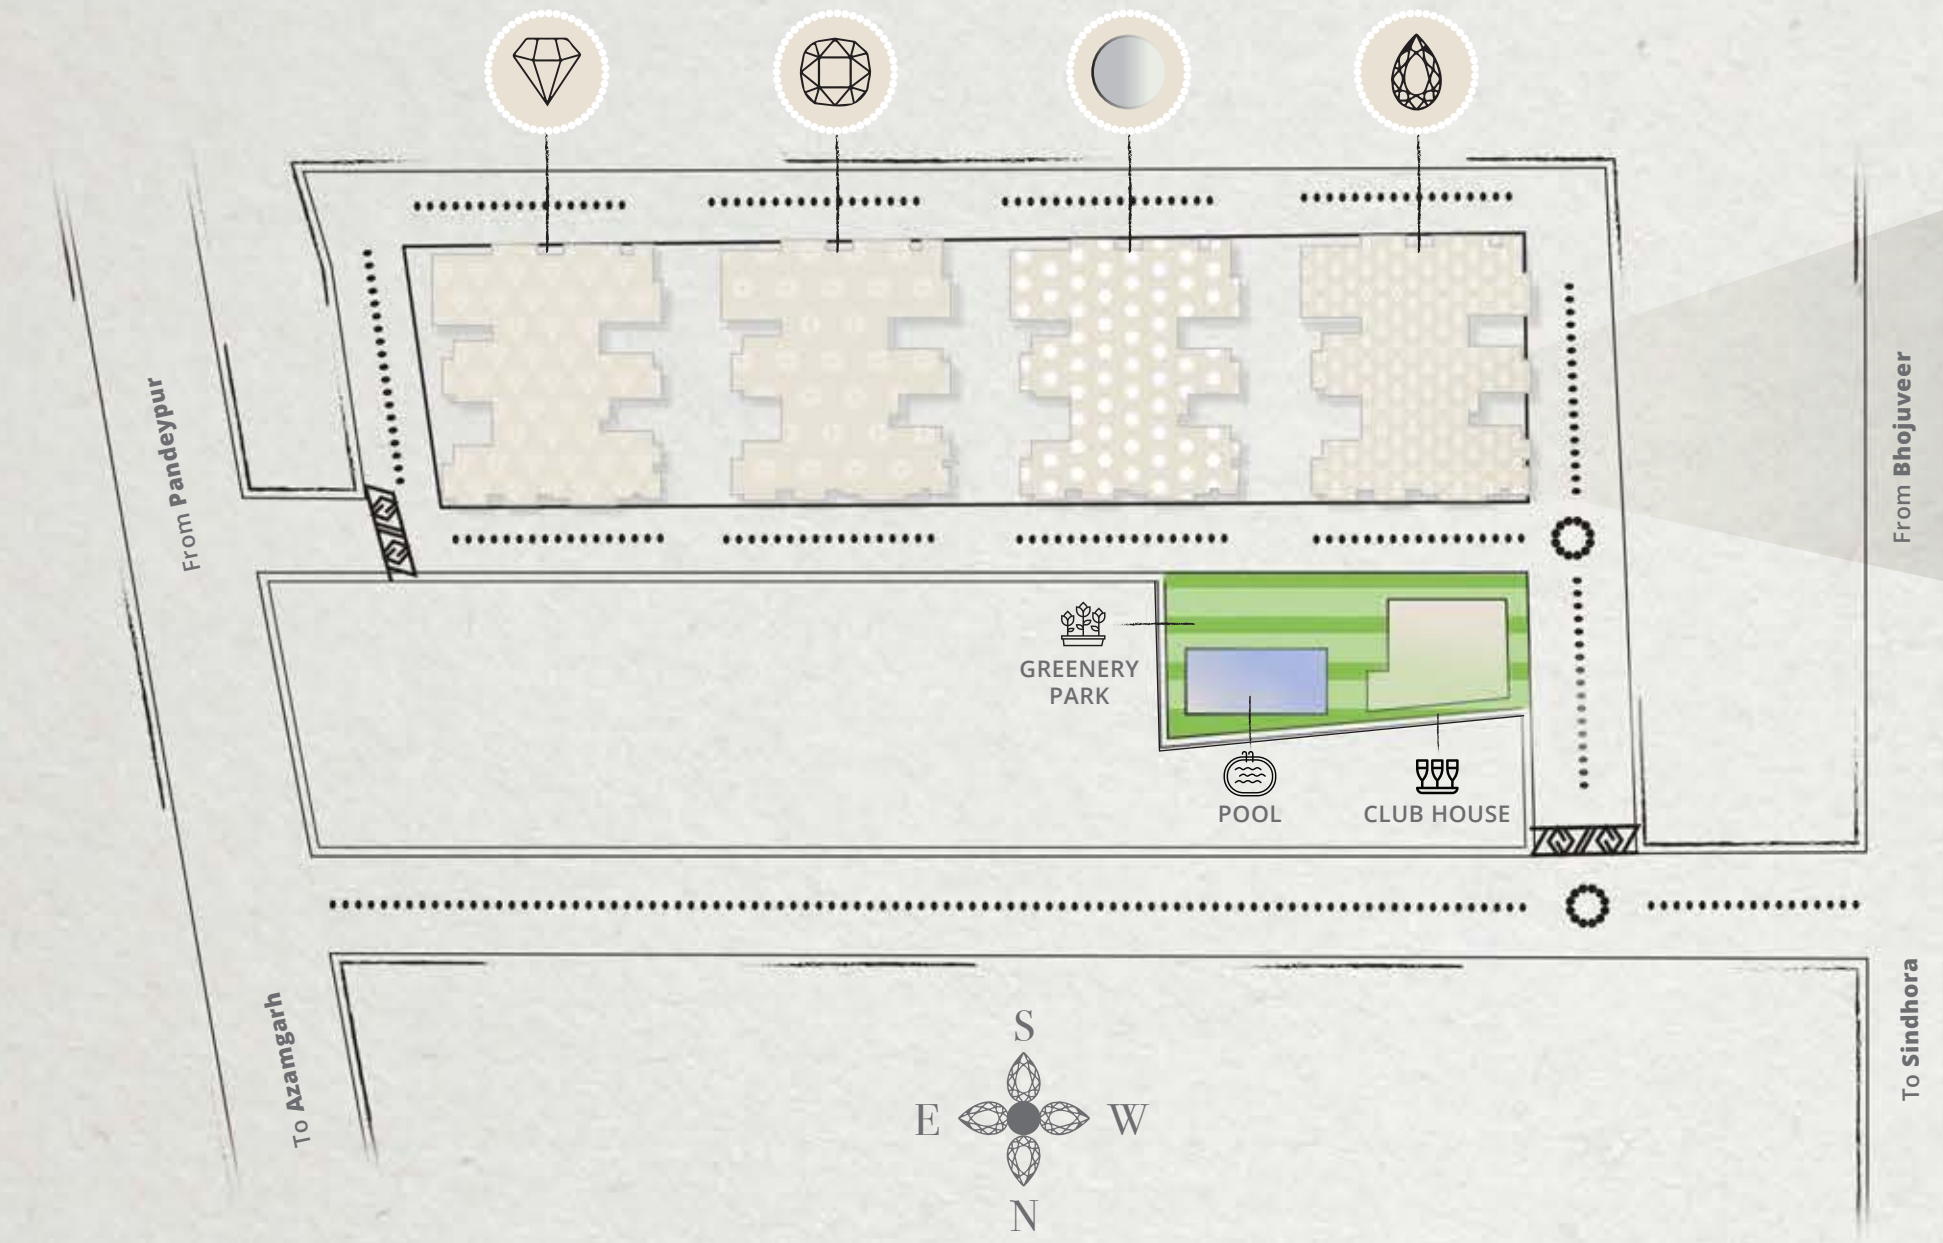 From Pandeypur
From Bhojuveer
GREENERY
PARK
POOL
CLUB HOUSE
To Azamgarh
To Sindhora
S
E
W
N